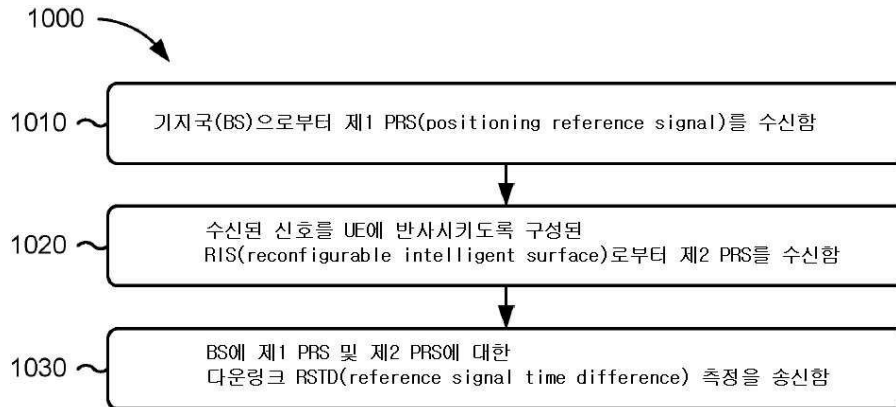 1000
1010
기지국(BS)으로부터 제1 PRS(positioning reference signal)를 수신함
1020
수신된 신호를 UE에 반사시키도록 구성된
RIS(reconfigurable intelligent surface)로부터 제2 PRS를 수신함
1030
BS에 제1 PRS 및 제2 PRS에 대한
다운링크 RSTD(reference signal time difference) 측정을 송신함